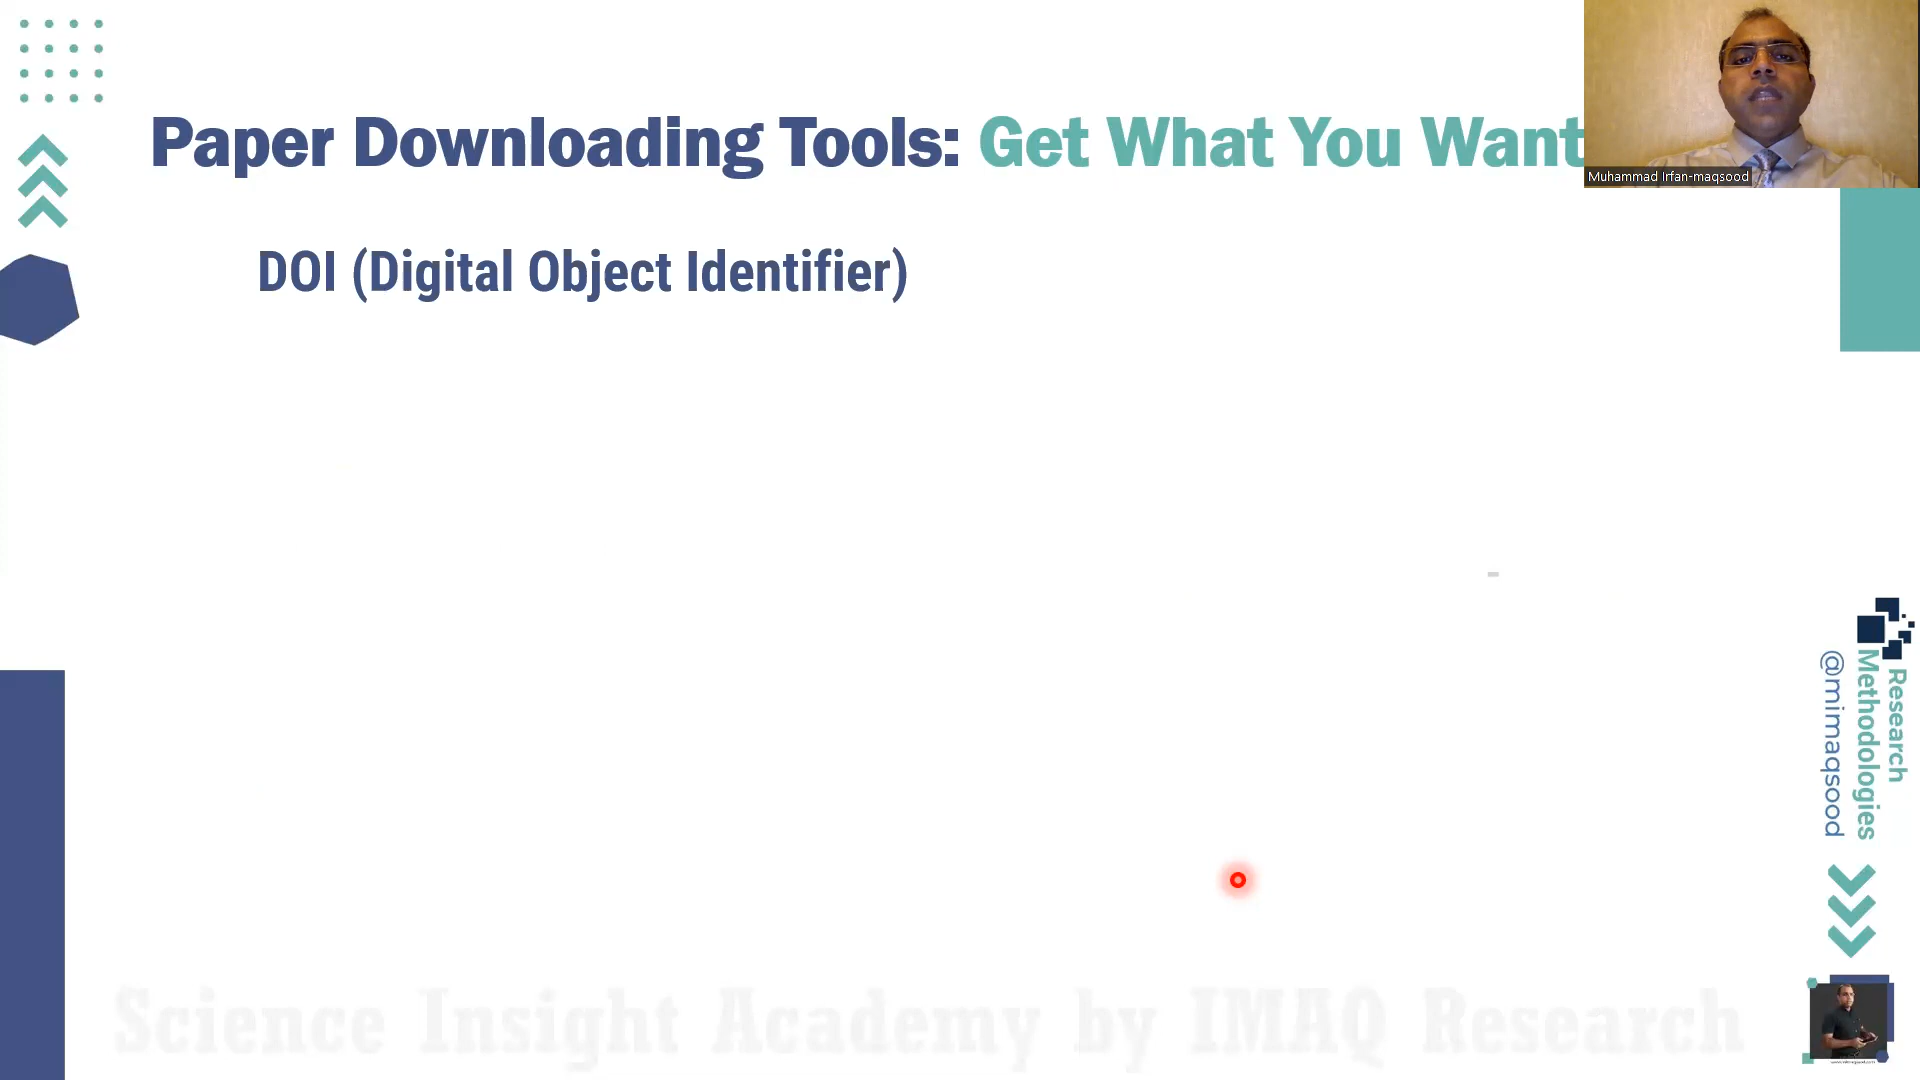 Paper Downloading Tools: Get What You Want
Muhammad Irfan-maqsood
DOI (Digital Object Identifier)
Research
Methodologies
@mimaqsood
Science Insight Academy by IMAQ Research